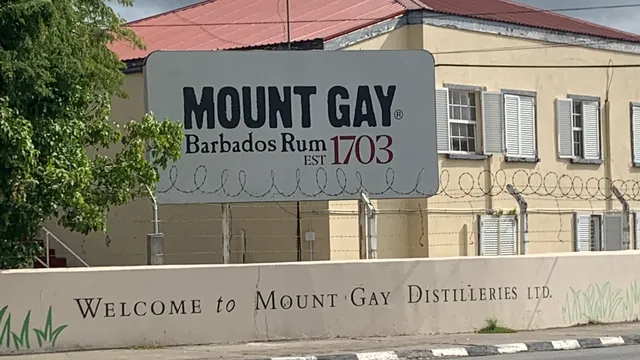 MOUNT GAY®
Barbados Rum
EST 1703
WELCOME to MOUNT GAY DISTILLERIES LTD.